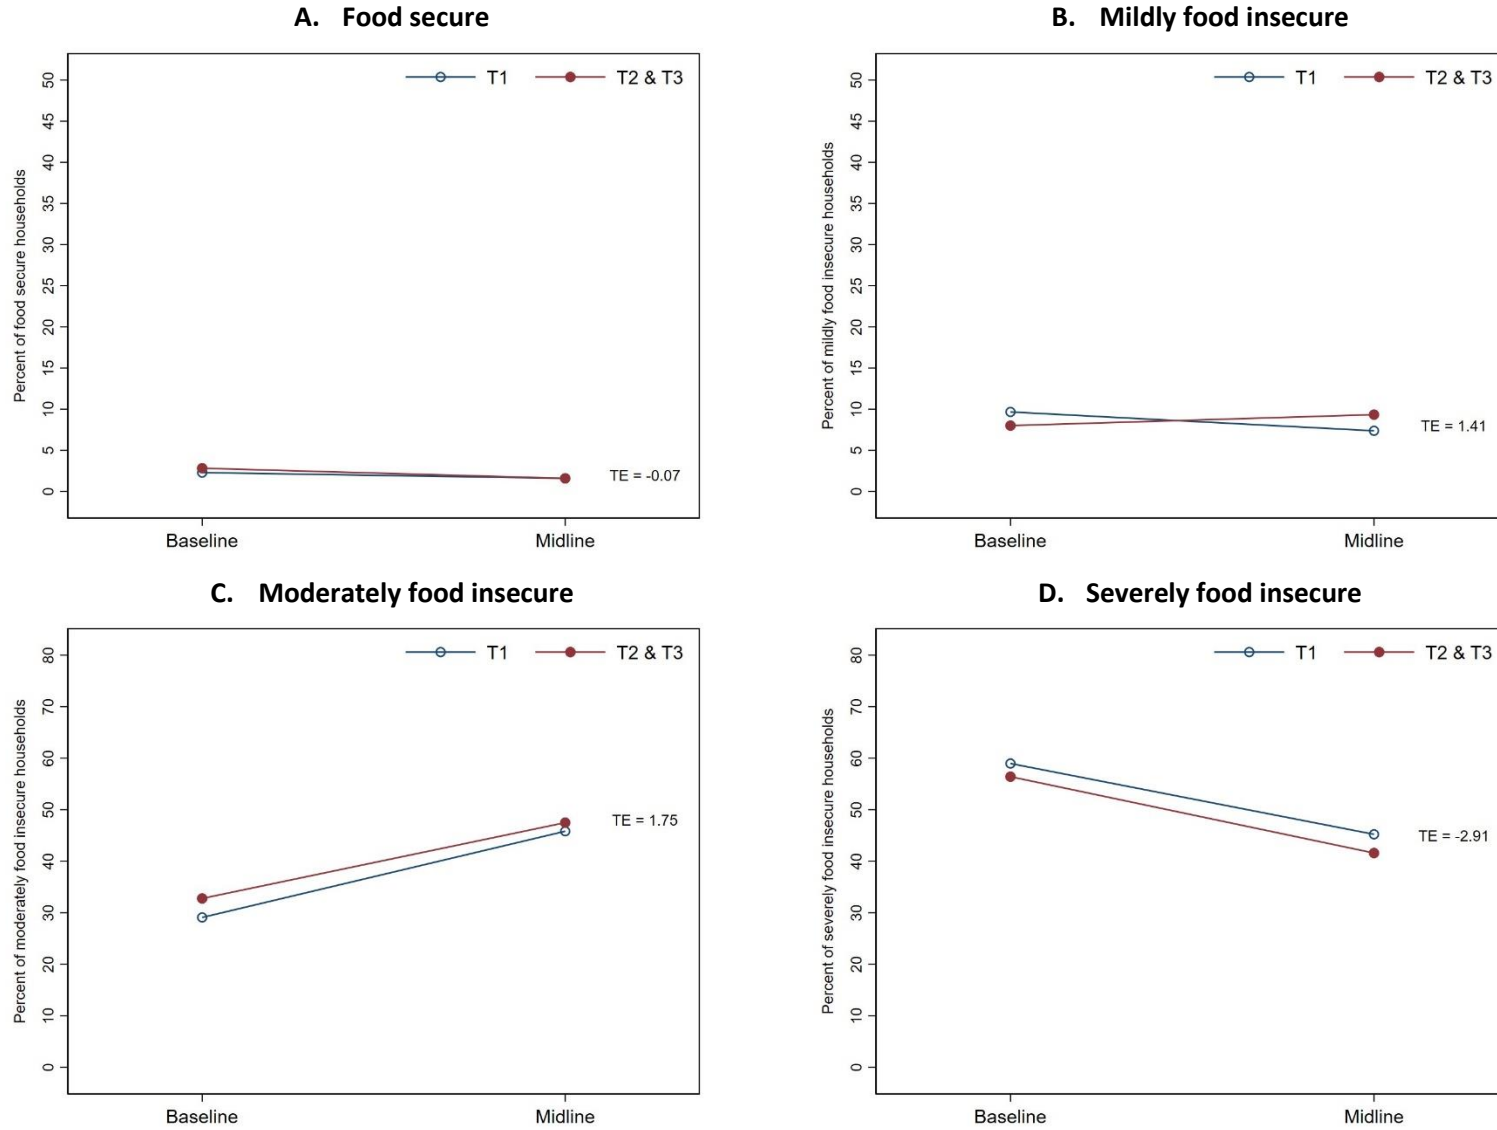 A. Food secure
T1 T2 & T3
50
45
40
35
30
25
20
15
10
5
0
Percent of food secure households
TE = -0.07
Baseline Midline
B. Mildly food insecure
T1 T2 & T3
50
45
40
35
30
25
20
15
10
5
0
Percent of mildly food insecure households
TE = 1.41
Baseline Midline
C. Moderately food insecure
T1 T2 & T3
80
70
60
50
40
30
20
10
0
Percent of moderately food insecure households
TE = 1.75
Baseline Midline
D. Severely food insecure
T1 T2 & T3
80
70
60
50
40
30
20
10
0
Percent of severely food insecure households
TE = -2.91
Baseline Midline